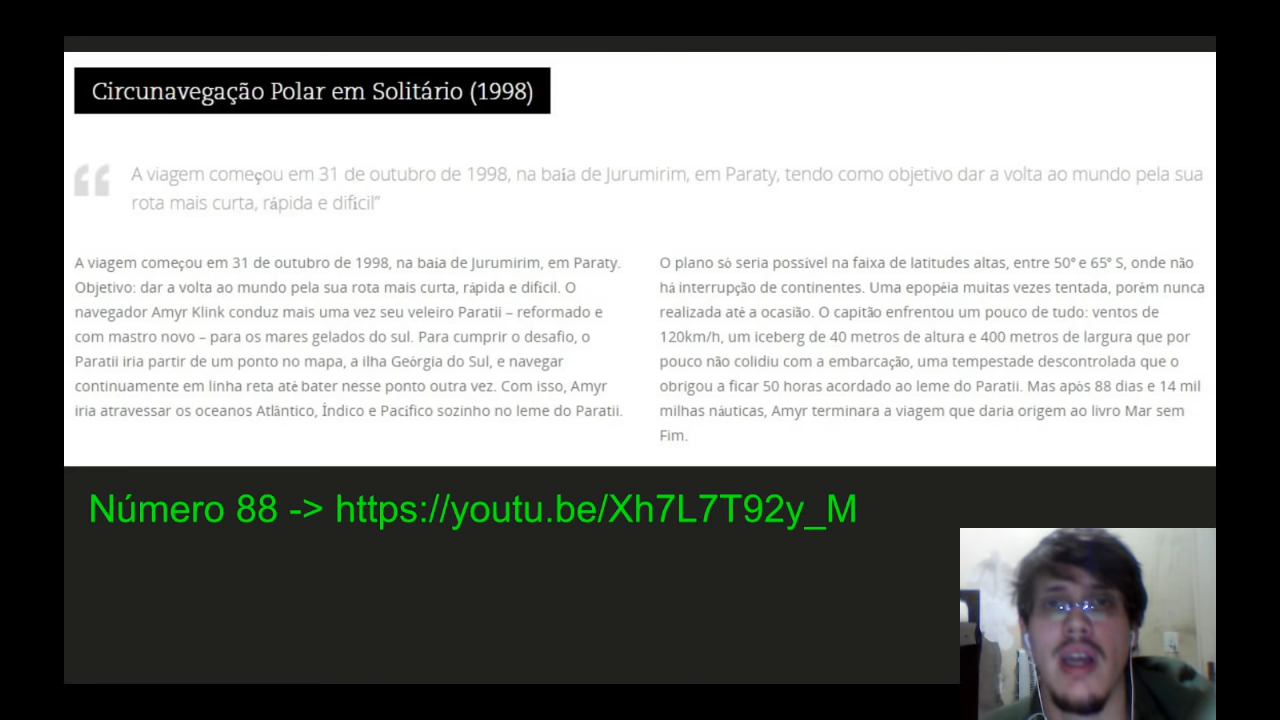 Circunavegação Polar em Solitário (1998)
“ A viagem começou em 31 de outubro de 1998, na baía de Jurumirim, em Paraty, tendo como objetivo dar a volta ao mundo pela sua
rota mais curta, rápida e difícil”
A viagem começou em 31 de outubro de 1998, na baía de Jurumirim, em Paraty.
Objetivo: dar a volta ao mundo pela sua rota mais curta, rápida e difícil. O
navegador Amyr Klink conduz mais uma vez seu veleiro Paratii – reformado e
com mastro novo – para os mares gelados do sul. Para cumprir o desafio, o
Paratii iria partir de um ponto no mapa, a ilha Geórgia do Sul, e navegar
continuamente em linha reta até bater nesse ponto outra vez. Com isso, Amyr
iria atravessar os oceanos Atlântico, Índico e Pacífico sozinho no leme do Paratii.
O plano só seria possível na faixa de latitudes altas, entre 50° e 65° S, onde não
há interrupção de continentes. Uma epopéia muitas vezes tentada, porém nunca
realizada até a ocasião. O capitão enfrentou um pouco de tudo: ventos de
120km/h, um iceberg de 40 metros de altura e 400 metros de largura que por
pouco não colidiu com a embarcação, uma tempestade descontrolada que o
obrigou a ficar 50 horas acordado ao leme do Paratii. Mas após 88 dias e 14 mil
milhas náuticas, Amyr terminara a viagem que daria origem ao livro Mar sem
Fim.
Número 88 -> https://youtu.be/Xh7L7T92y_M